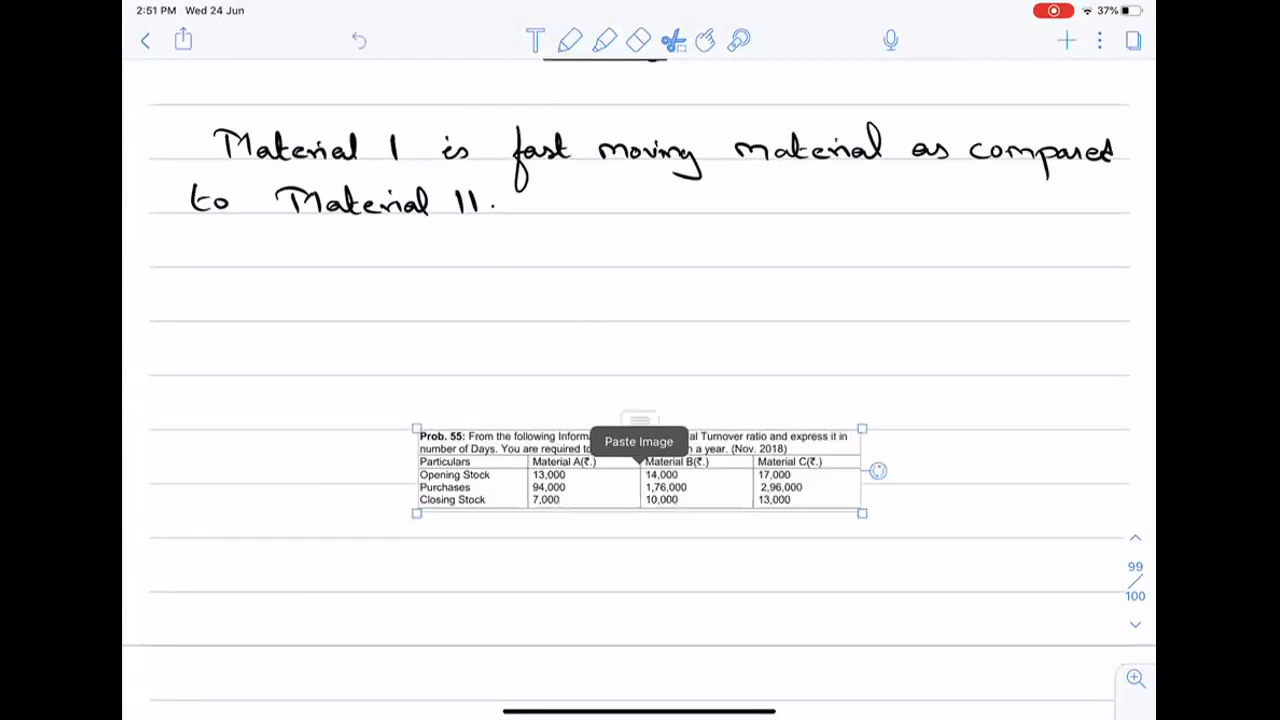 2:51 PM Wed 24 Jun
37%
T
Material I is fast moving material as compared
to Material II.
Prob. 55: From the following Inform al Turnover ratio and express it in
number of Days. You are required to n a year. (Nov. 2018)
Paste Image
Particulars Material A(₹.) Material B(₹.) Material C(₹.)
Opening Stock 13,000 14,000 17,000
Purchases 94,000 1,76,000 2,96,000
Closing Stock 7,000 10,000 13,000
99
100